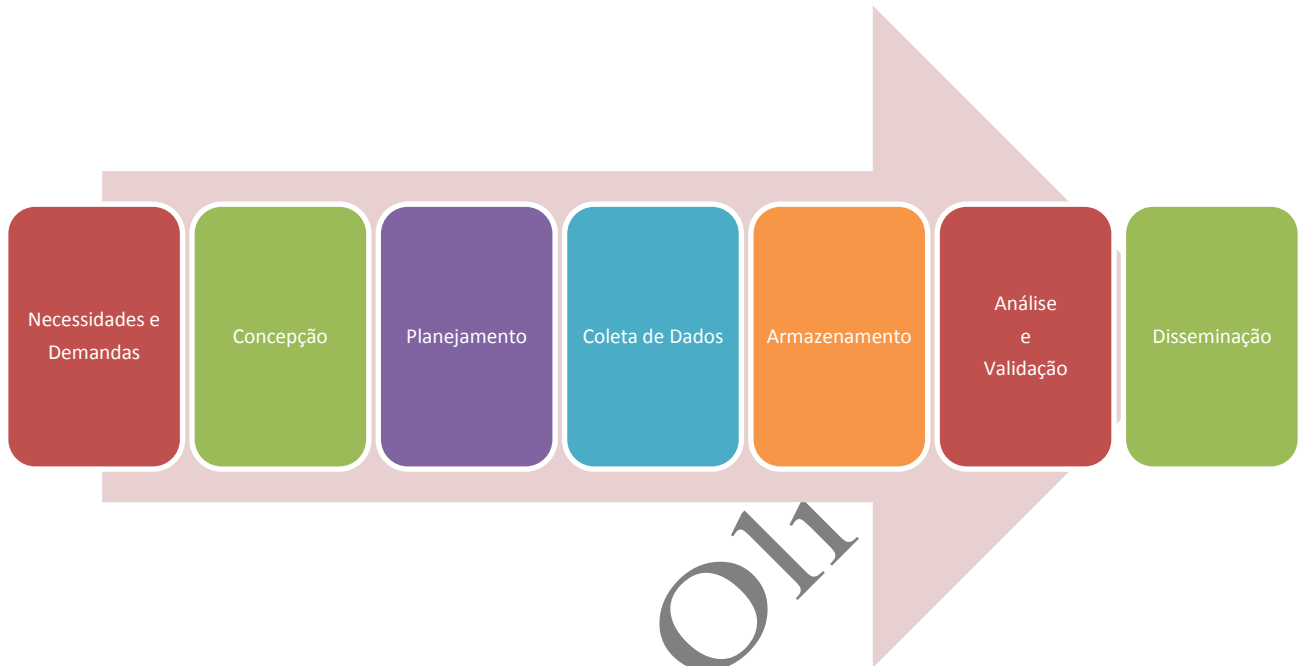 Necessidades e
Demandas
Concepção
Planejamento
Coleta de Dados
Armazenamento
Análise
e
Validação
Disseminação